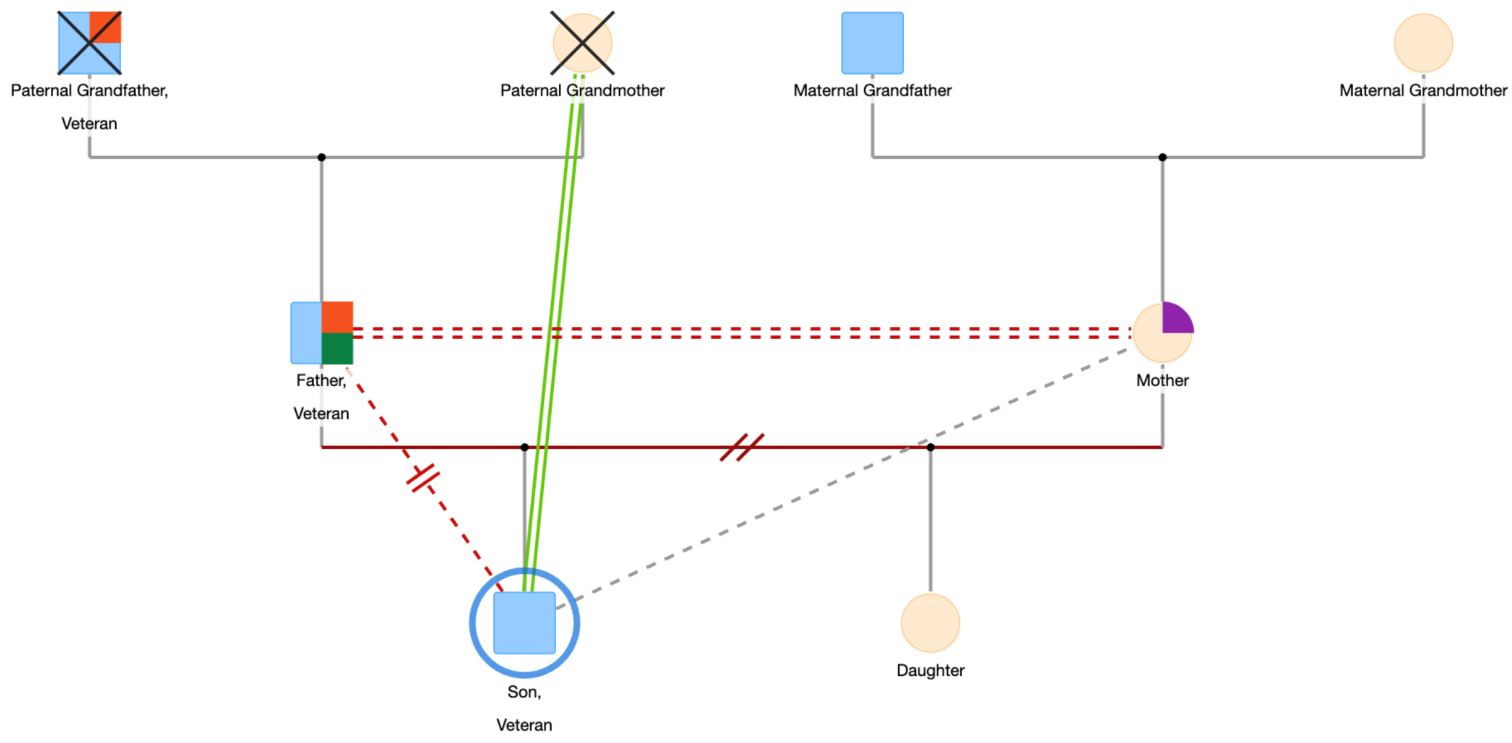 Paternal Grandfather,
Veteran
Paternal Grandmother
Maternal Grandfather
Maternal Grandmother
Father,
Veteran
Mother
Son,
Veteran
Daughter